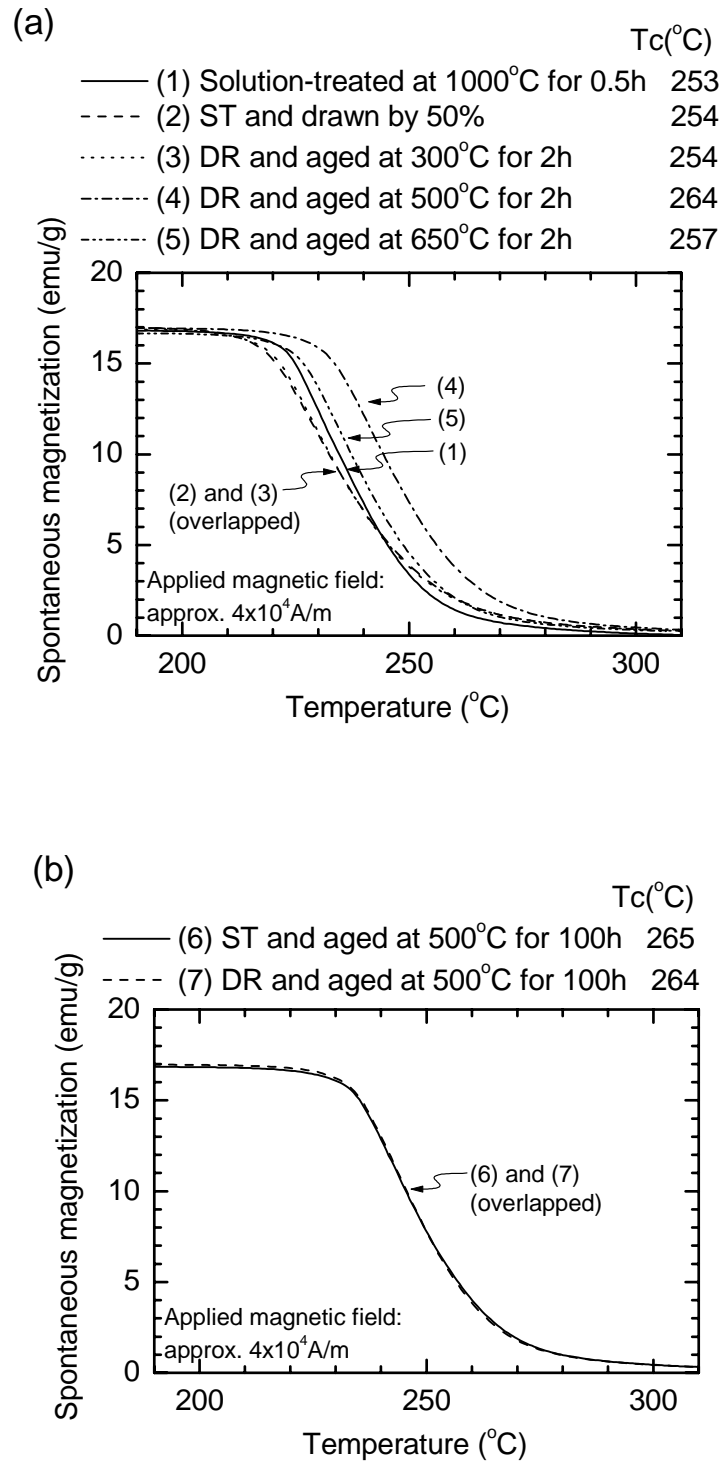 (a)
Tc(°C)
(1) Solution-treated at 1000°C for 0.5h 253
(2) ST and drawn by 50% 254
(3) DR and aged at 300°C for 2h 254
(4) DR and aged at 500°C for 2h 264
(5) DR and aged at 650°C for 2h 257
20
15
10
5
0
Spontaneous magnetization (emu/g)
(4)
(5)
(1)
(2) and (3)
(overlapped)
Applied magnetic field:
approx. 4x10⁴A/m
200 250 300
Temperature (°C)
(b)
Tc(°C)
(6) ST and aged at 500°C for 100h 265
(7) DR and aged at 500°C for 100h 264
20
15
10
5
0
Spontaneous magnetization (emu/g)
(6) and (7)
(overlapped)
Applied magnetic field:
approx. 4x10⁴A/m
200 250 300
Temperature (°C)